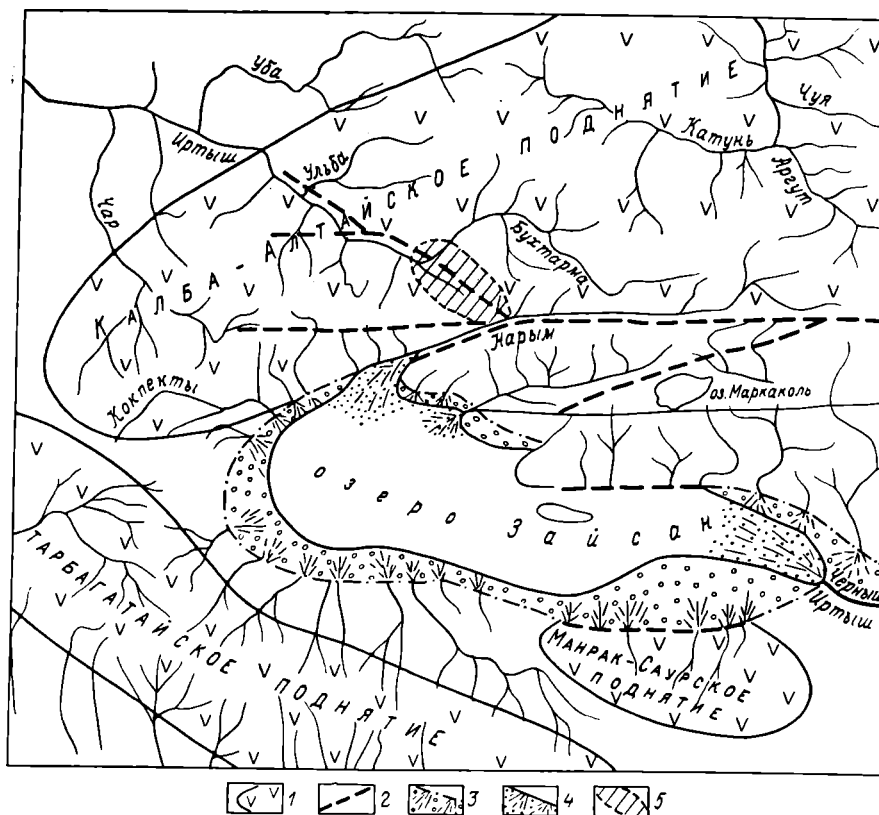 Уба
Иртыш
Ульба
Чар
КАЛБА-АЛТАЙСКОЕ ПОДНЯТИЕ
Чуя
Катунь
Аргут
Бухтарма
Нарым
Кокпекты
оз. Маркаколь
озеро Зайсан
Черный
Иртыш
ТАРБАГАТАЙСКОЕ ПОДНЯТИЕ
МАНРАК-САУРСКОЕ
ПОДНЯТИЕ
1 2 3 4 5